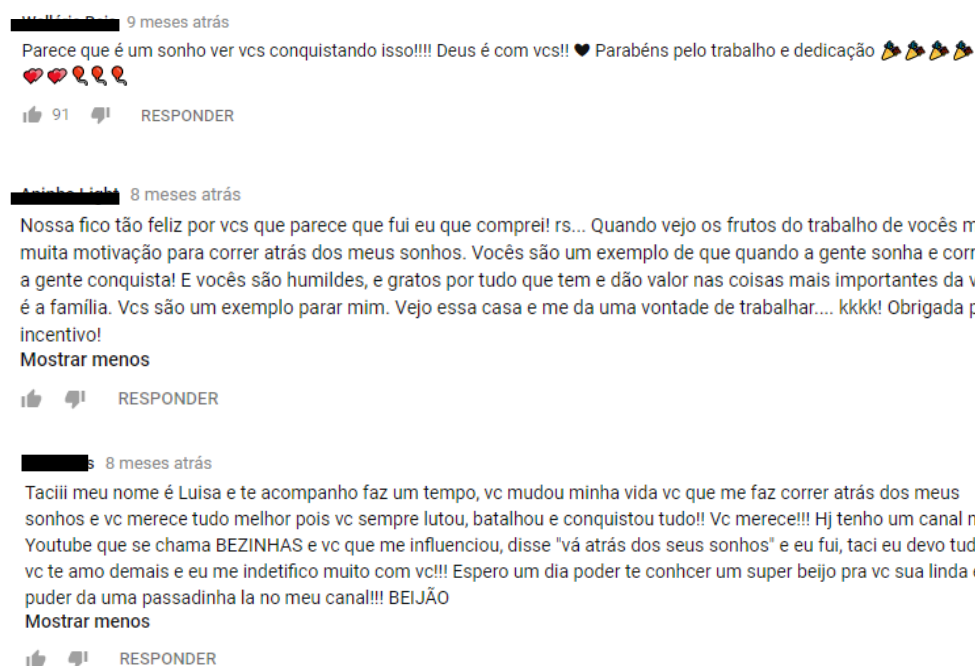 9 meses atrás
Parece que é um sonho ver vcs conquistando isso!!!! Deus é com vcs!! ♥ Parabéns pelo trabalho e dedicação 🎉🎉🎉🎉
💞💞🎈🎈🎈
91 RESPONDER
8 meses atrás
Nossa fico tão feliz por vcs que parece que fui eu que comprei! rs... Quando vejo os frutos do trabalho de vocês
muita motivação para correr atrás dos meus sonhos. Vocês são um exemplo de que quando a gente sonha e
a gente conquista! E vocês são humildes, e gratos por tudo que tem e dão valor nas coisas mais importantes da
é a família. Vcs são um exemplo parar mim. Vejo essa casa e me da uma vontade de trabalhar.... kkkk! Obrigada
incentivo!
Mostrar menos
RESPONDER
s 8 meses atrás
Taciii meu nome é Luisa e te acompanho faz um tempo, vc mudou minha vida vc que me faz correr atrás dos meus
sonhos e vc merece tudo melhor pois vc sempre lutou, batalhou e conquistou tudo!! Vc merece!!! Hj tenho um canal
Youtube que se chama BEZINHAS e vc que me influenciou, disse "vá atrás dos seus sonhos" e eu fui, taci eu devo
vc te amo demais e eu me indetifico muito com vc!!! Espero um dia poder te conhcer um super beijo pra vc sua linda
puder da uma passadinha la no meu canal!!! BEIJÃO
Mostrar menos
RESPONDER